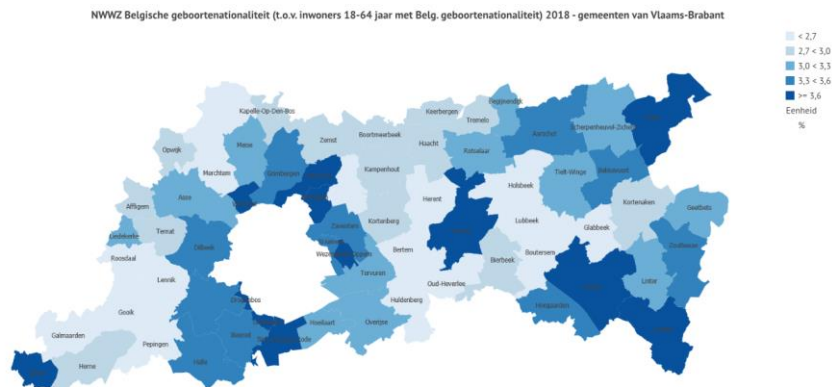 NWWZ Belgische geboortenationaliteit (t.o.v. inwoners 18-64 jaar met Belg. geboortenationaliteit) 2018 - gemeenten van Vlaams-Brabant
< 2,7
2,7 < 3,0
3,0 < 3,3
3,3 < 3,6
>= 3,6
Eenheid
%
Kapelle-Op-Den-Bos
Keerbergen
Begijnendijk
Tremelo
Zemst
Boortmeerbeek
Aarschot
Scherpenheuvel-Zichem
Opwijk
Meise
Grimbergen
Haacht
Rotselaar
Merchtem
Kampenhout
Tielt-Winge
Bekkevoort
Holsbeek
Asse
Herent
Affligem
Kortenaken
Geetbets
Ternat
Zaventem
Kortenberg
Lubbeek
Glabbeek
Liedekerke
Dilbeek
Zoutleeuw
Roosdaal
Bertem
Bierbeek
Boutersem
Lennik
Tervuren
Oud-Heverlee
Linter
Drogenbos
Huldenberg
Hoegaarden
Gooik
Hoeilaart
Overijse
Galmaarden
Beersel
Pepingen
Halle
Herne